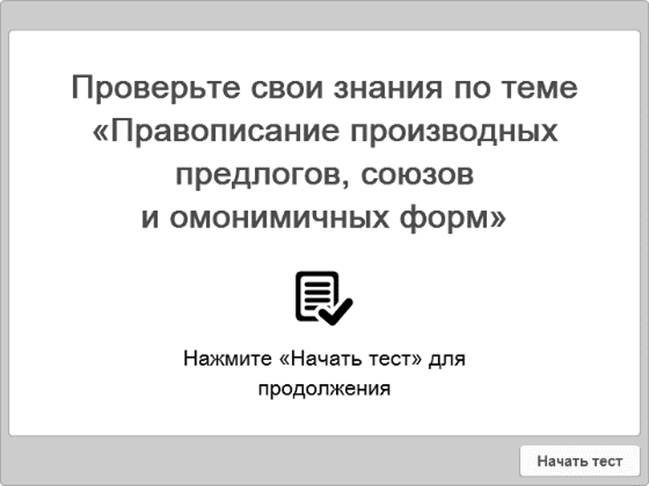 Проверьте свои знания по теме
«Правописание производных
предлогов, союзов
и омонимичных форм»
Нажмите «Начать тест» для
продолжения
Начать тест